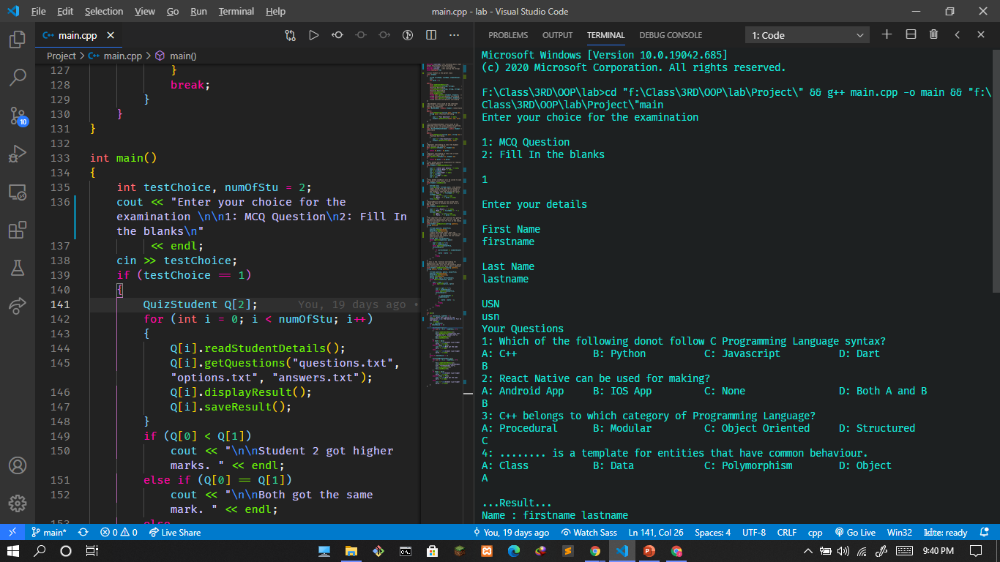 File Edit Selection View Go Run Terminal Help
main.cpp - lab - Visual Studio Code
main.cpp
Project > main.cpp > main()
127 }
128 break;
129 }
130 }
131 }
132
133 int main()
134 {
135 int testChoice, numOfStu = 2;
136 cout << "Enter your choice for the
examination \n\n1: MCQ Question\n2: Fill In
the blanks\n"
137 << endl;
138 cin >> testChoice;
139 if (testChoice == 1)
140 {
141 QuizStudent Q[2]; You, 19 days ago •
142 for (int i = 0; i < numOfStu; i++)
143 {
144 Q[i].readStudentDetails();
145 Q[i].getQuestions("questions.txt",
"options.txt", "answers.txt");
146 Q[i].displayResult();
147 Q[i].saveResult();
148 }
149 if (Q[0] < Q[1])
150 cout << "\n\nStudent 2 got higher
marks. " << endl;
151 else if (Q[0] == Q[1])
152 cout << "\n\nBoth got the same
mark. " << endl;
153 else
PROBLEMS OUTPUT TERMINAL DEBUG CONSOLE 1: Code
Microsoft Windows [Version 10.0.19042.685]
(c) 2020 Microsoft Corporation. All rights reserved.
F:\Class\3RD\OOP\lab>cd "f:\Class\3RD\OOP\lab\Project\" && g++ main.cpp -o main && "f:\
Class\3RD\OOP\lab\Project\"main
Enter your choice for the examination
1: MCQ Question
2: Fill In the blanks
1
Enter your details
First Name
firstname
Last Name
lastname
USN
usn
Your Questions
1: Which of the following donot follow C Programming Language syntax?
A: C++ B: Python C: Javascript D: Dart
B
2: React Native can be used for making?
A: Android App B: IOS App C: None D: Both A and B
B
3: C++ belongs to which category of Programming Language?
A: Procedural B: Modular C: Object Oriented D: Structured
C
4: ........ is a template for entities that have common behaviour.
A: Class B: Data C: Polymorphism D: Object
A
...Result...
Name : firstname lastname
10
main* 0 0 Live Share You, 19 days ago Watch Sass Ln 141, Col 26 Spaces: 4 UTF-8 CRLF cpp Go Live Win32 kite: ready
9:40 PM